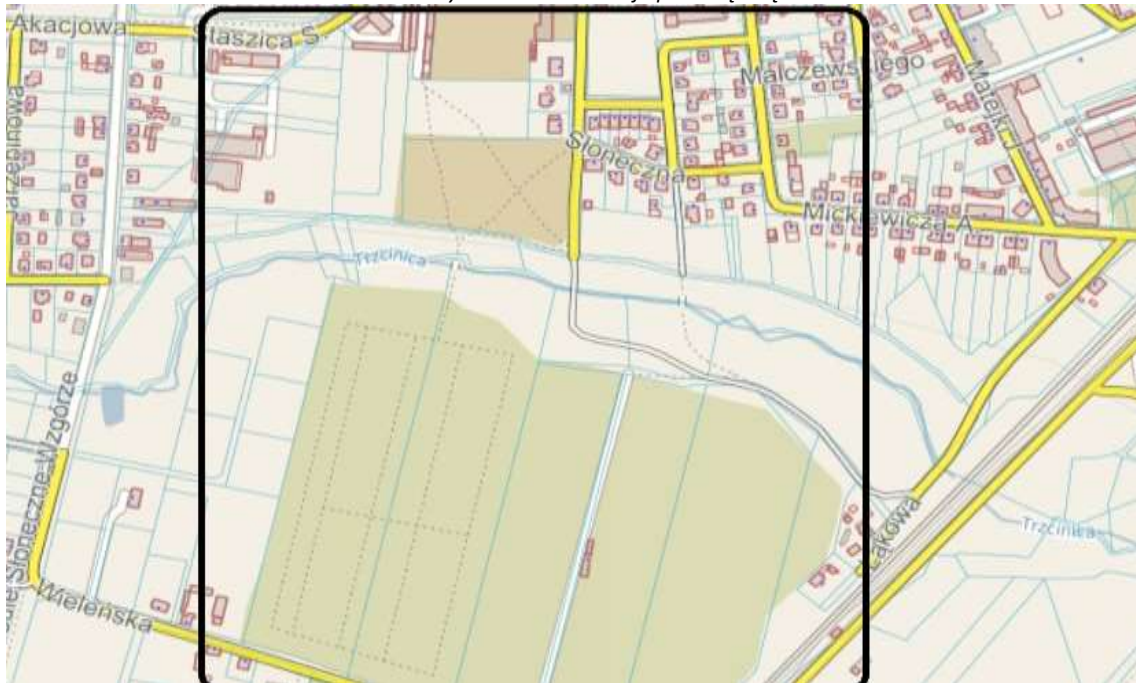 Akacjowa
Staszica S.
Malczewskiego
Matejki J
Słoneczna
Mickiewicza A.
Trzcinica
Słoneczne Wzgórze
Łąkowa
Trzcinica
Wieleńska